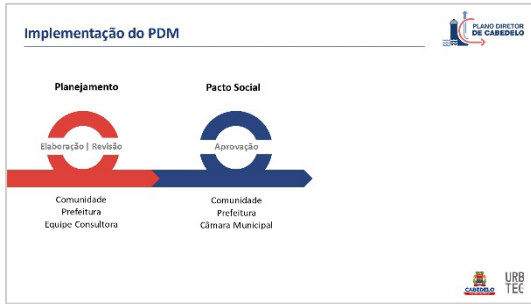 Implementação do PDM
PLANO DIRETOR
DE CABEDELO
Planejamento
Pacto Social
Elaboração | Revisão
Aprovação
Comunidade
Prefeitura
Equipe Consultora
Comunidade
Prefeitura
Câmara Municipal
CABEDELO
URB
TEC